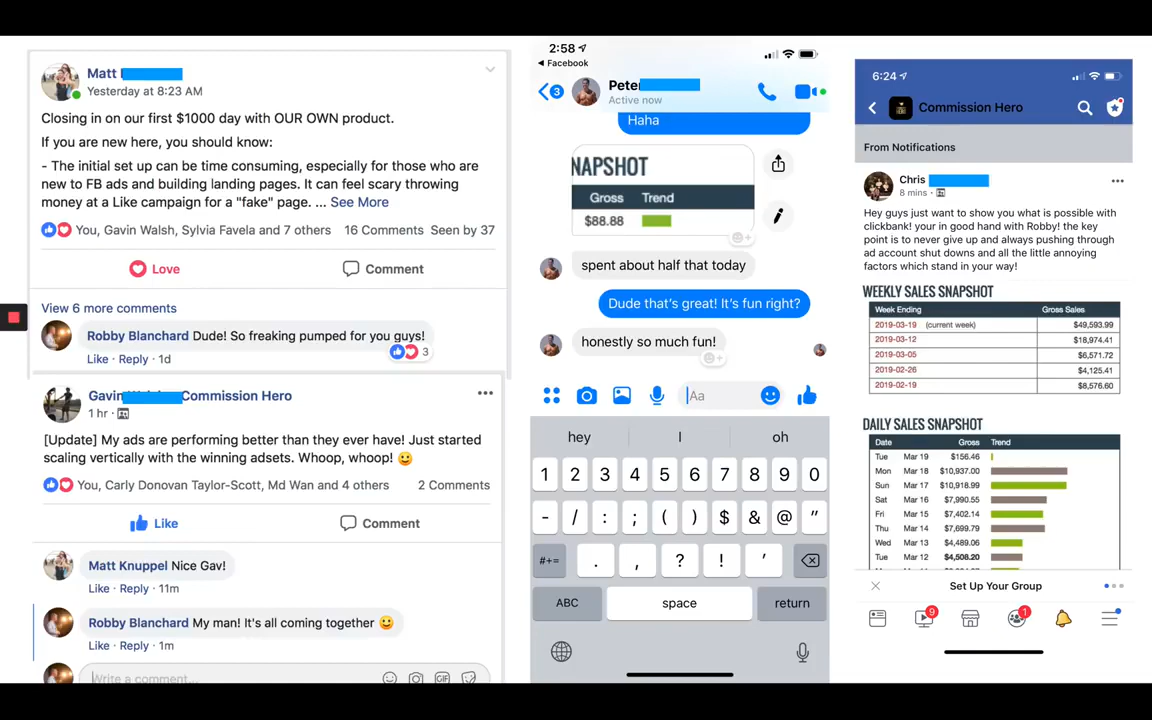 Matt
Yesterday at 8:23 AM
Closing in on our first $1000 day with OUR OWN product.
If you are new here, you should know:
- The initial set up can be time consuming, especially for those who are
new to FB ads and building landing pages. It can feel scary throwing
money at a Like campaign for a "fake" page. ... See More
You, Gavin Walsh, Sylvia Favela and 7 others 16 Comments Seen by 37
Love Comment
View 6 more comments
Robby Blanchard Dude! So freaking pumped for you guys!
3
Like · Reply · 1d
Gavin Commission Hero
1 hr ·
[Update] My ads are performing better than they ever have! Just started
scaling vertically with the winning adsets. Whoop, whoop!
You, Carly Donovan Taylor-Scott, Md Wan and 4 others 2 Comments
Like Comment
Matt Knuppel Nice Gav!
Like · Reply · 11m
Robby Blanchard My man! It's all coming together
Like · Reply · 1m
Write a comment...
GIF
2:58
Facebook
3
Peter
Active now
Haha
NAPSHOT
Gross Trend
$88.88
spent about half that today
Dude that's great! It's fun right?
honestly so much fun!
Aa
hey I oh
1 2 3 4 5 6 7 8 9 0
- / : ; ( ) $ & @ "
#+= . , ? ! '
ABC space return
6:24
Commission Hero
From Notifications
Chris
8 mins ·
Hey guys just want to show you what is possible with
clickbank! your in good hand with Robby! the key
point is to never give up and always pushing through
ad account shut downs and all the little annoying
factors which stand in your way!
WEEKLY SALES SNAPSHOT
Week Ending Gross Sales
2019-03-19 (current week) $49,593.99
2019-03-12 $18,974.41
2019-03-05 $6,571.72
2019-02-26 $4,125.41
2019-02-19 $8,576.60
DAILY SALES SNAPSHOT
Date Gross Trend
Tue Mar 19 $156.46
Mon Mar 18 $10,937.00
Sun Mar 17 $10,918.99
Sat Mar 16 $7,990.55
Fri Mar 15 $7,402.14
Thu Mar 14 $7,699.79
Wed Mar 13 $4,489.06
Tue Mar 12 $4,508.20
Set Up Your Group
9
1